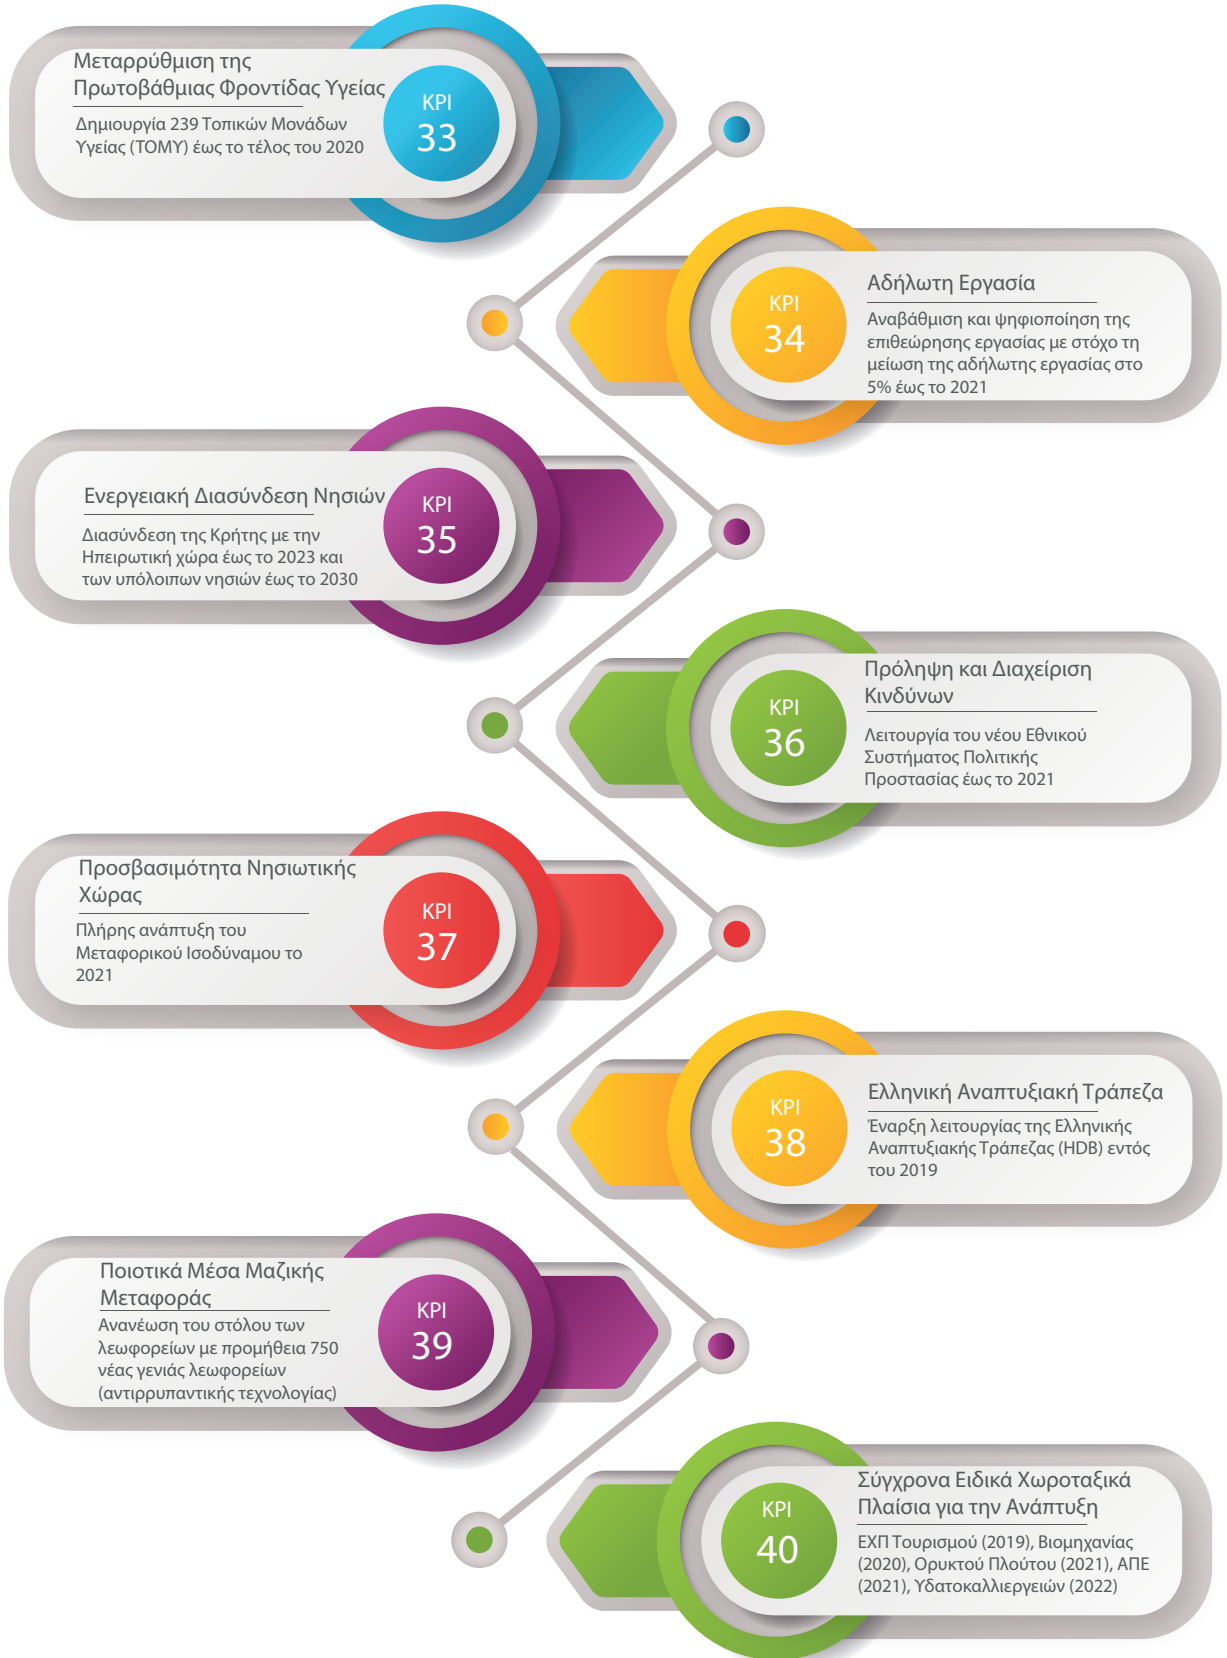 Μεταρρύθμιση της
Πρωτοβάθμιας Φροντίδας Υγείας
Δημιουργία 239 Τοπικών Μονάδων
Υγείας (ΤΟΜΥ) έως το τέλος του 2020
KPI
33
KPI
34
Αδήλωτη Εργασία
Αναβάθμιση και ψηφιοποίηση της
επιθεώρησης εργασίας με στόχο τη
μείωση της αδήλωτης εργασίας στο
5% έως το 2021
Ενεργειακή Διασύνδεση Νησιών
Διασύνδεση της Κρήτης με την
Ηπειρωτική χώρα έως το 2023 και
των υπόλοιπων νησιών έως το 2030
KPI
35
KPI
36
Πρόληψη και Διαχείριση
Κινδύνων
Λειτουργία του νέου Εθνικού
Συστήματος Πολιτικής
Προστασίας έως το 2021
Προσβασιμότητα Νησιωτικής
Χώρας
Πλήρης ανάπτυξη του
Μεταφορικού Ισοδύναμου το
2021
KPI
37
KPI
38
Ελληνική Αναπτυξιακή Τράπεζα
Έναρξη λειτουργίας της Ελληνικής
Αναπτυξιακής Τράπεζας (HDB) εντός
του 2019
Ποιοτικά Μέσα Μαζικής
Μεταφοράς
Ανανέωση του στόλου των
λεωφορείων με προμήθεια 750
νέας γενιάς λεωφορείων
(αντιρρυπαντικής τεχνολογίας)
KPI
39
KPI
40
Σύγχρονα Ειδικά Χωροταξικά
Πλαίσια για την Ανάπτυξη
ΕΧΠ Τουρισμού (2019), Βιομηχανίας
(2020), Ορυκτού Πλούτου (2021), ΑΠΕ
(2021), Υδατοκαλλιεργειών (2022)